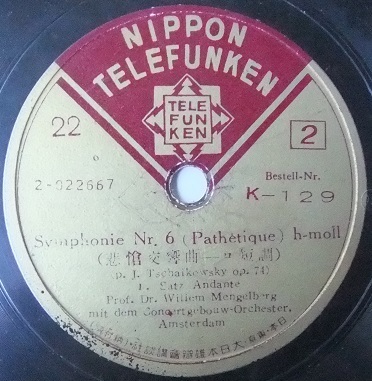 NIPPON
TELEFUNKEN
TELE
FUN
KEN
22
2
2-022667
Bestell-Nr.
K-129
Symphonie Nr. 6 (Pathétique) h-moll
(悲愴交響曲—ロ短調)
(p. J. Tschaikowsky op. 74)
1. Satz Andante
Prof. Dr. Willem Mengelberg
mit dem Concertgebouw-Orchester,
Amsterdam